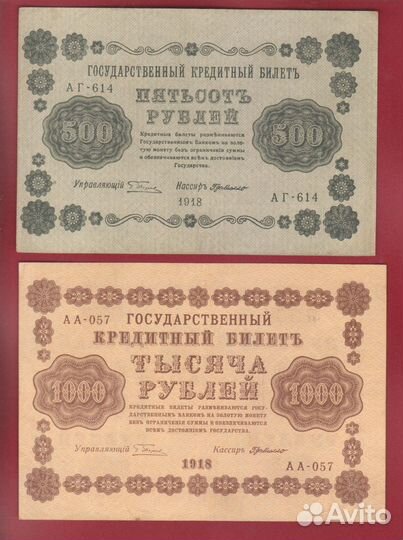 ГОСУДАРСТВЕННЫЙ КРЕДИТНЫЙ БИЛЕТЪ
АГ-614
ПЯТЬСОТЪ
РУБЛЕЙ
500 500
Кредитные билеты размѣниваются
Государственнымъ Банкомъ на золо-
тую монету безъ ограниченія суммы
и обезпечиваются всѣмъ достояніемъ
Государства.
Управляющій Кассиръ
1918
АГ-614
АА-057 ГОСУДАРСТВЕННЫЙ
КРЕДИТНЫЙ БИЛЕТЪ
ТЫСЯЧА
РУБЛЕЙ
1000 1000
КРЕДИТНЫЕ БИЛЕТЫ РАЗМѢНИВАЮТСЯ ГОСУ-
ДАРСТВЕННЫМЪ БАНКОМЪ НА ЗОЛОТУЮ МОНЕТУ
БЕЗЪ ОГРАНИЧЕНІЯ СУММЫ И ОБЕЗПЕЧИВАЮТСЯ
ВСѢМЪ ДОСТОЯНІЕМЪ ГОСУДАРСТВА.
Управляющій Кассиръ
1918
АА-057
Avito